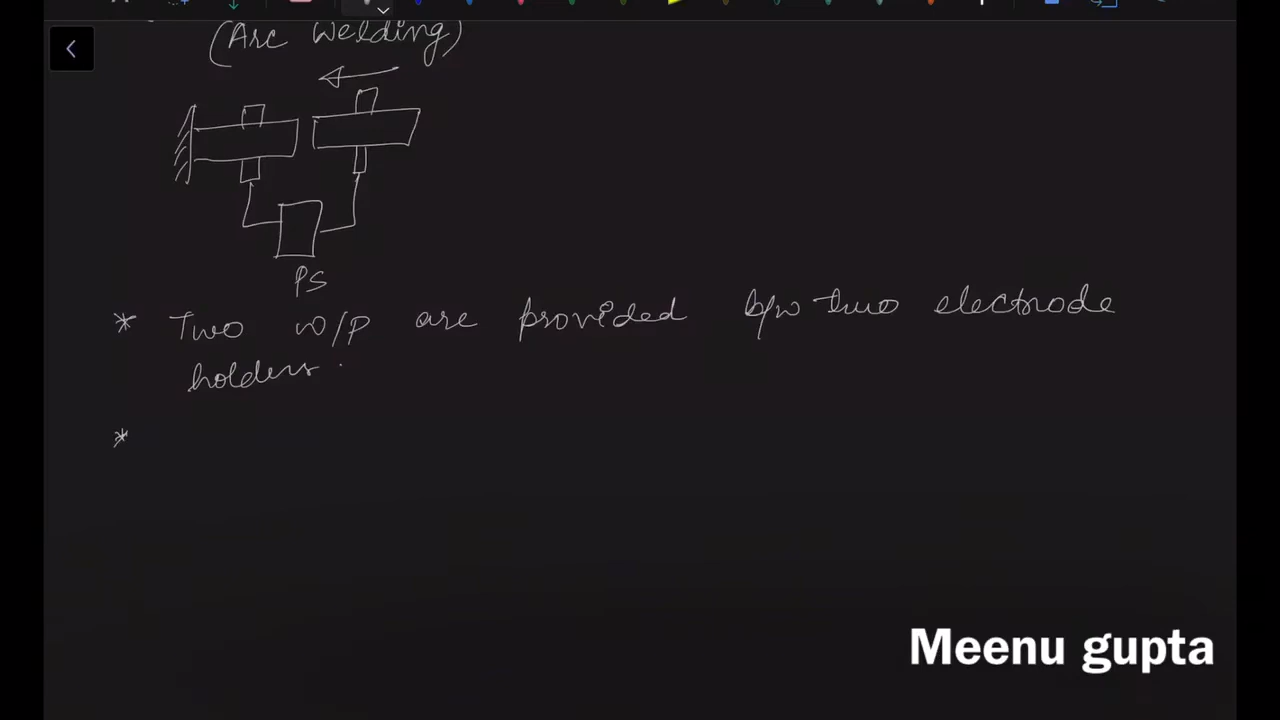 (Arc Welding)
PS
* Two w/p are provided b/w two electrode
holders.
*
Meenu gupta